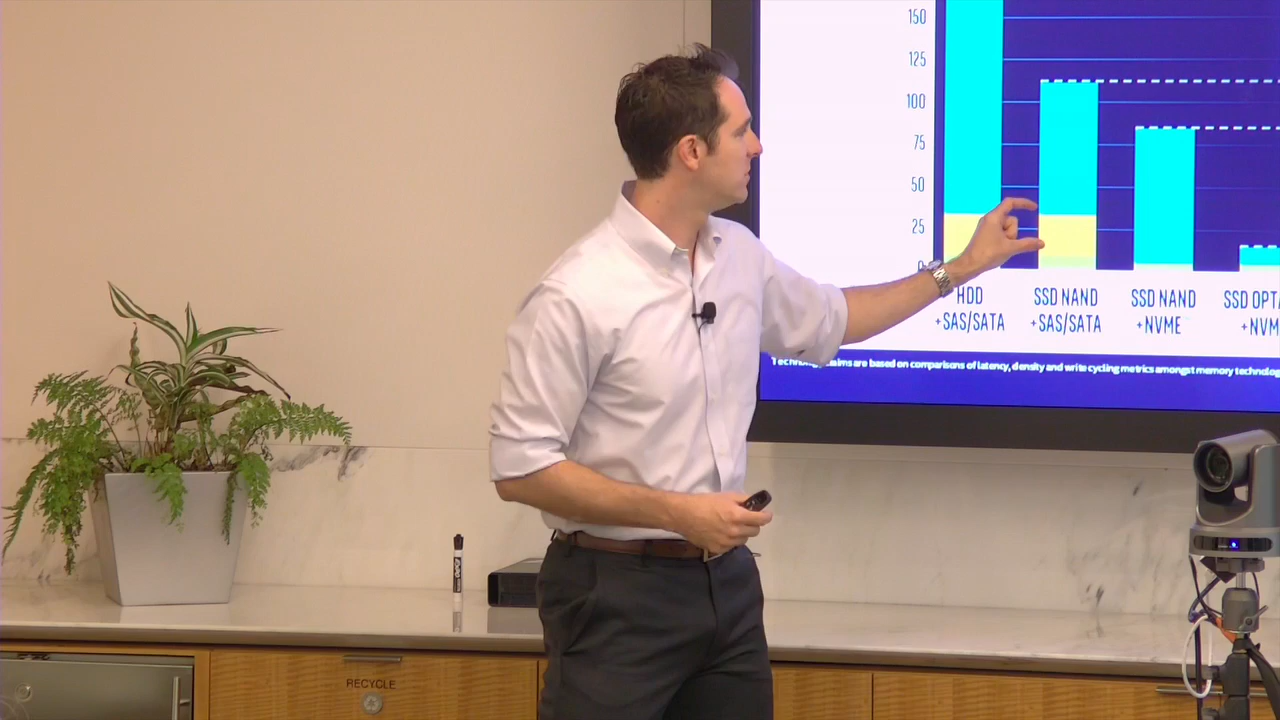 150
125
100
75
50
25
0
HDD
+SAS/SATA
SSD NAND
+SAS/SATA
SSD NAND
+NVME
SSD OPTA
+NVM
are based on comparisons of latency, density and write cycling metrics amongst memory technolog
EXPO
RECYCLE